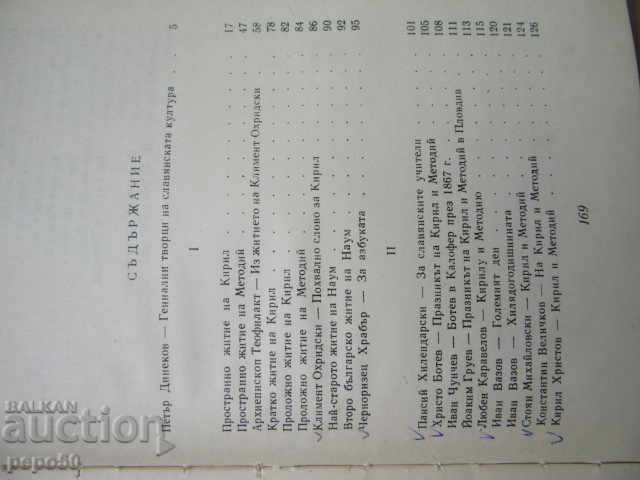 СЪДЪРЖАНИЕ
Петър Динеков — Гениални творци на славянската култура . . 5
I
Пространно житие на Кирил . . . . . . . . 17
Пространно житие на Методий . . . . . . . . 47
Архиепископ Теофилакт — Из Житието на Климент Охридски 58
Кратко житие на Кирил . . . . . . . . 78
Проложно житие на Кирил . . . . . . . . 82
Проложно житие на Методий . . . . . . . . 84
Климент Охридски — Похвално слово за Кирил . . . . 86
Най-старото житие на Наум . . . . . . . . 90
Второ българско житие на Наум . . . . . . . . 92
Черноризец Храбър — За азбуката . . . . . . . . 95
II
Паисий Хилендарски — За славянските учители . . . . 101
Христо Ботев — Празникът на Кирил и Методий . . . . 105
Иван Чунчев — Ботев в Калофер през 1867 г. . . . . 108
Йоаким Груев — Празникът на Кирил и Методий в Пловдив 111
Любен Каравелов — Кирилу и Методию . . . . 113
Иван Вазов — Големият ден . . . . . . . . 115
Иван Вазов — Хилядогодишнината . . . . . . 120
Стоян Михайловски — Кирил и Методий . . . . 121
Константин Величков — На Кирил и Методий . . . . 124
Кирил Христов — Кирил и Методий . . . . . . 126
169
BALKAN
auction
pepo50